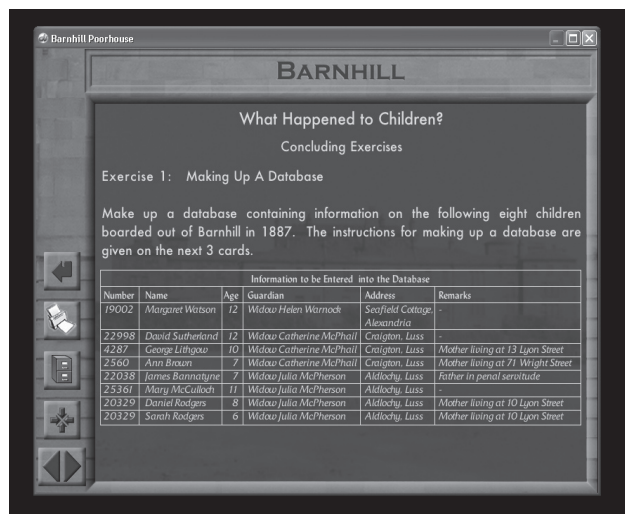 Barnhill Poorhouse
BARNHILL
What Happened to Children?
Concluding Exercises
Exercise 1: Making Up A Database
Make up a database containing information on the following eight children
boarded out of Barnhill in 1887. The instructions for making up a database are
given on the next 3 cards.
Information to be Entered into the Database
Number Name Age Guardian Address Remarks
19002 Margaret Watson 12 Widow Helen Warnock Seafield Cottage, -
Alexandria
22998 David Sutherland 12 Widow Catherine McPhail Craigton, Luss -
4287 George Lithgow 10 Widow Catherine McPhail Craigton, Luss Mother living at 13 Lyon Street
2560 Ann Brown 7 Widow Catherine McPhail Craigton, Luss Mother living at 71 Wright Street
22038 James Bannatyne 7 Widow Julia McPherson Aldlochy, Luss Father in penal servitude
25361 Mary McCulloch 11 Widow Julia McPherson Aldlochy, Luss -
20329 Daniel Rodgers 8 Widow Julia McPherson Aldlochy, Luss Mother living at 10 Lyon Street
20329 Sarah Rodgers 6 Widow Julia McPherson Aldlochy, Luss Mother living at 10 Lyon Street